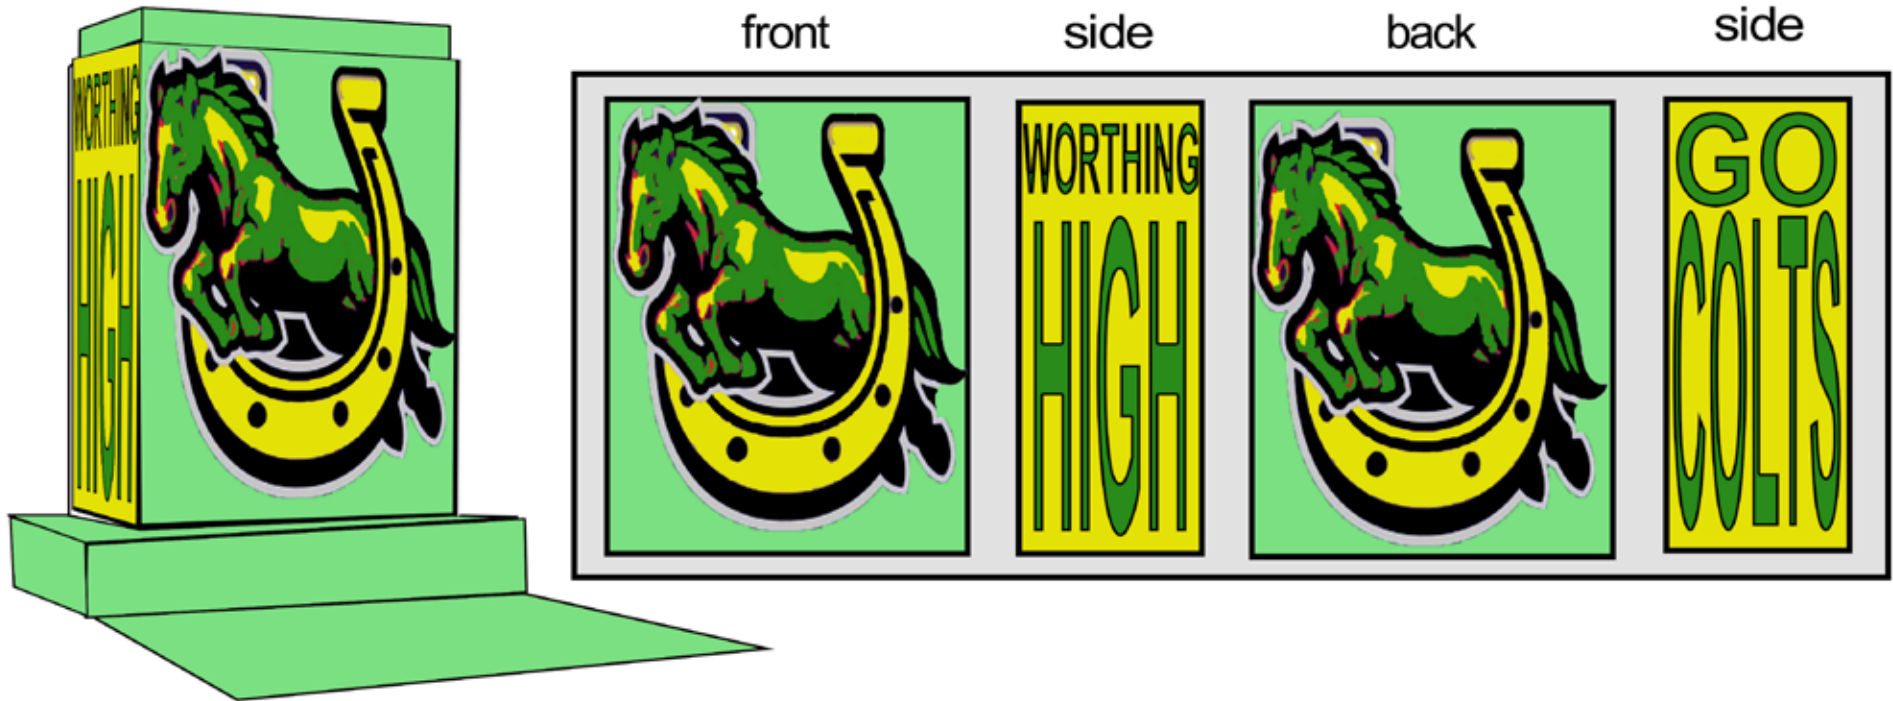 WORTHING
HIGH
front
side
back
side
WORTHING
HIGH
GO
COLTS